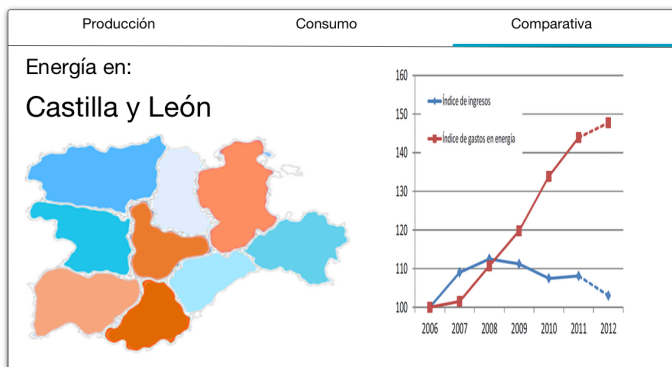 Producción
Consumo
Comparativa
Energía en:
Castilla y León
160
150
140
130
120
110
100
Índice de ingresos
Índice de gastos en energía
2006 2007 2008 2009 2010 2011 2012